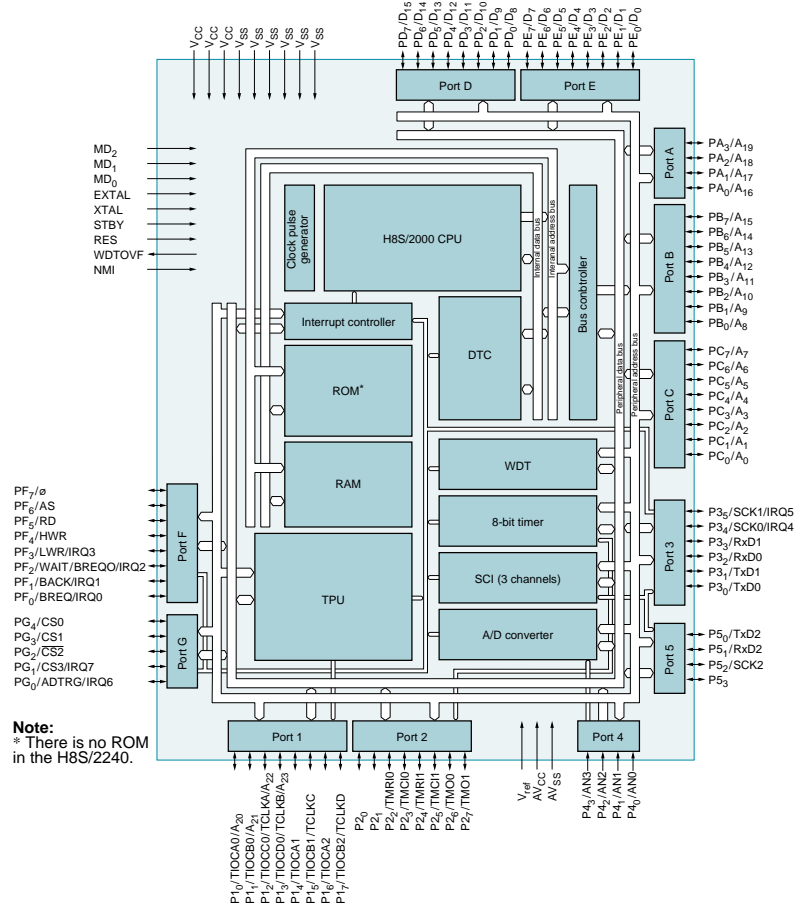 VCC
VCC
VCC
VSS
VSS
VSS
VSS
VSS
VSS
PD7/D15
PD6/D14
PD5/D13
PD4/D12
PD3/D11
PD2/D10
PD1/D9
PD0/D8
PE7/D7
PE6/D6
PE5/D5
PE4/D4
PE3/D3
PE2/D2
PE1/D1
PE0/D0
Port D
Port E
MD2
MD1
MD0
EXTAL
XTAL
STBY
RES
WDTOVF
NMI
Port A
PA3/A19
PA2/A18
PA1/A17
PA0/A16
Port B
PB7/A15
PB6/A14
PB5/A13
PB4/A12
PB3/A11
PB2/A10
PB1/A9
PB0/A8
Port C
PC7/A7
PC6/A6
PC5/A5
PC4/A4
PC3/A3
PC2/A2
PC1/A1
PC0/A0
Clock pulse generator
H8S/2000 CPU
Internal data bus
Interanal address bus
Bus conbtroller
Interrupt controller
DTC
Peripheral data bus
Peripheral address bus
ROM*
RAM
WDT
8-bit timer
SCI (3 channels)
A/D converter
TPU
PF7/ø
PF6/AS
PF5/RD
PF4/HWR
PF3/LWR/IRQ3
PF2/WAIT/BREQO/IRQ2
PF1/BACK/IRQ1
PF0/BREQ/IRQ0
Port F
PG4/CS0
PG3/CS1
PG2/CS2
PG1/CS3/IRQ7
PG0/ADTRG/IRQ6
Port G
Port 3
P35/SCK1/IRQ5
P34/SCK0/IRQ4
P33/RxD1
P32/RxD0
P31/TxD1
P30/TxD0
Port 5
P50/TxD2
P51/RxD2
P52/SCK2
P53
Note:
* There is no ROM
in the H8S/2240.
Port 1
Port 2
Port 4
P10/TIOCA0/A20
P11/TIOCB0/A21
P12/TIOCC0/TCLKA/A22
P13/TIOCD0/TCLKB/A23
P14/TIOCA1
P15/TIOCB1/TCLKC
P16/TIOCA2
P17/TIOCB2/TCLKD
P20
P21
P22/TMRI0
P23/TMCI0
P24/TMRI1
P25/TMCI1
P26/TMO0
P27/TMO1
Vref
AVCC
AVSS
P43/AN3
P42/AN2
P41/AN1
P40/AN0